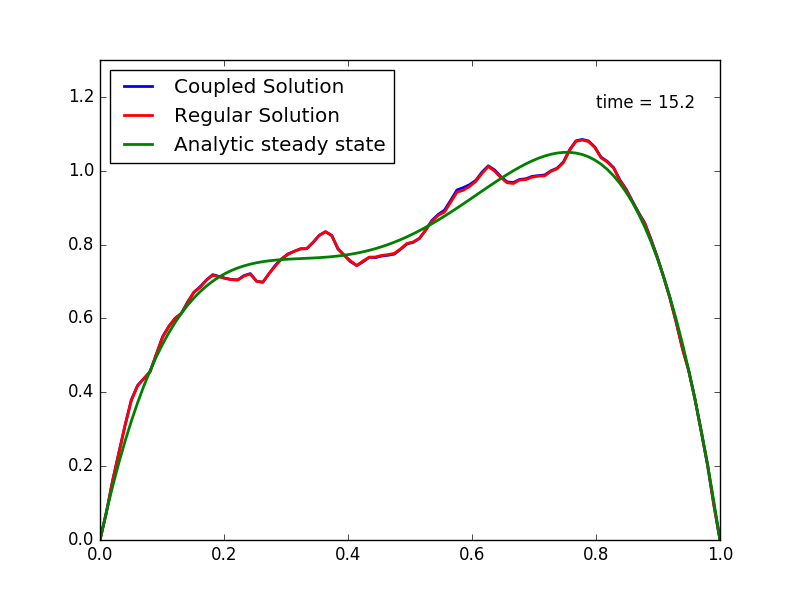 Coupled Solution
Regular Solution
Analytic steady state
time = 15.2
1.2
1.0
0.8
0.6
0.4
0.2
0.0
0.0 0.2 0.4 0.6 0.8 1.0